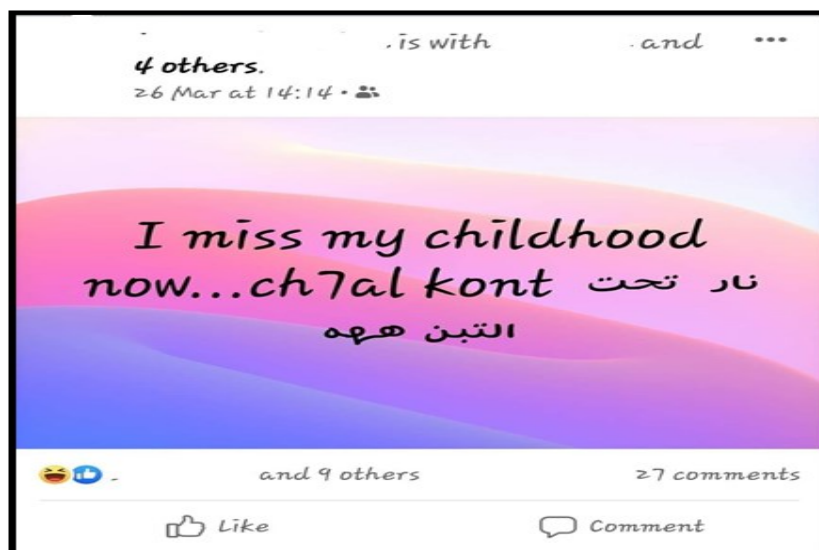 . is with . and
4 others.
26 Mar at 14:14 •
I miss my childhood
now...ch7al kont نار تحت
التبن ههه
and 9 others 27 comments
Like Comment